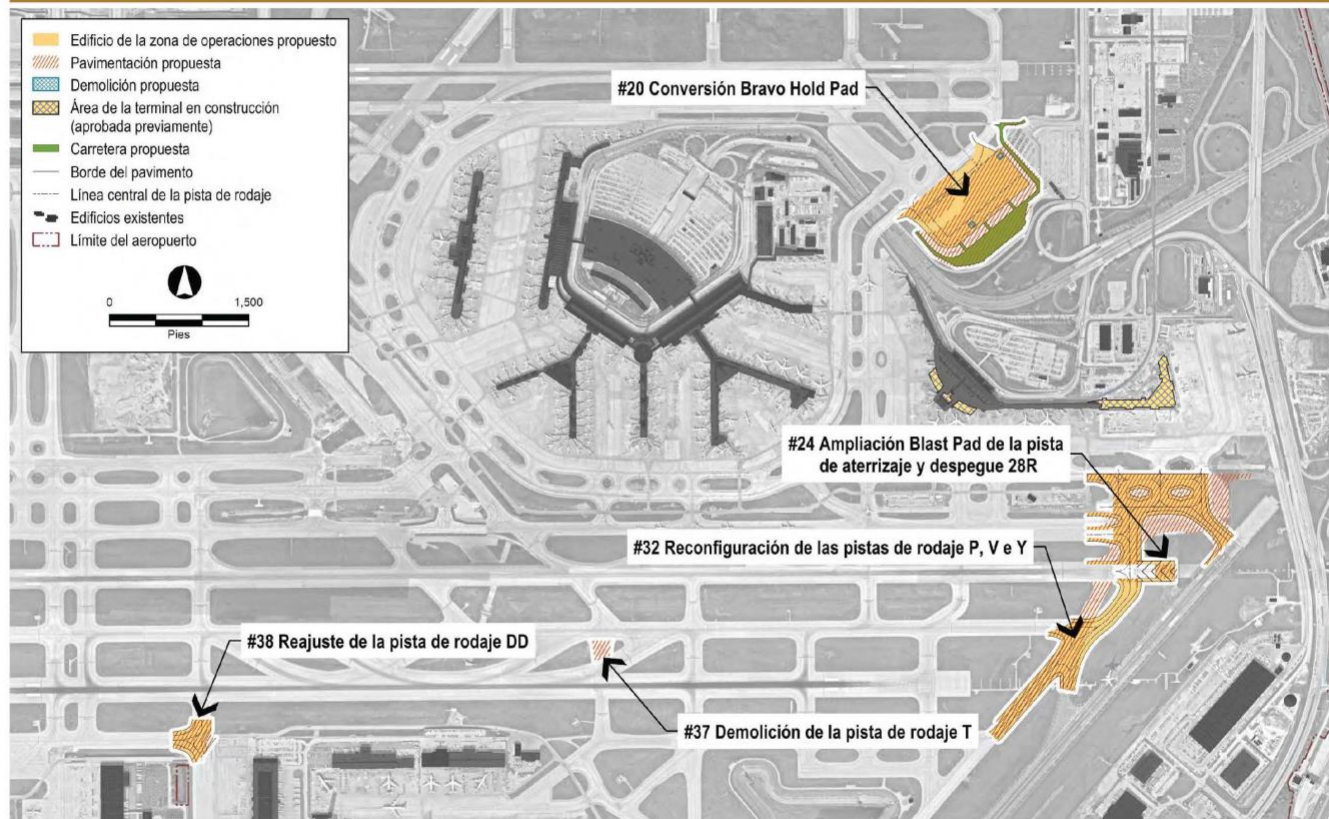 Edificio de la zona de operaciones propuesto
Pavimentación propuesta
Demolición propuesta
Área de la terminal en construcción
(aprobada previamente)
Carretera propuesta
Borde del pavimento
Línea central de la pista de rodaje
Edificios existentes
Límite del aeropuerto
0 1,500
Pies
#20 Conversión Bravo Hold Pad
#24 Ampliación Blast Pad de la pista
de aterrizaje y despegue 28R
#32 Reconfiguración de las pistas de rodaje P, V e Y
#38 Reajuste de la pista de rodaje DD
#37 Demolición de la pista de rodaje T